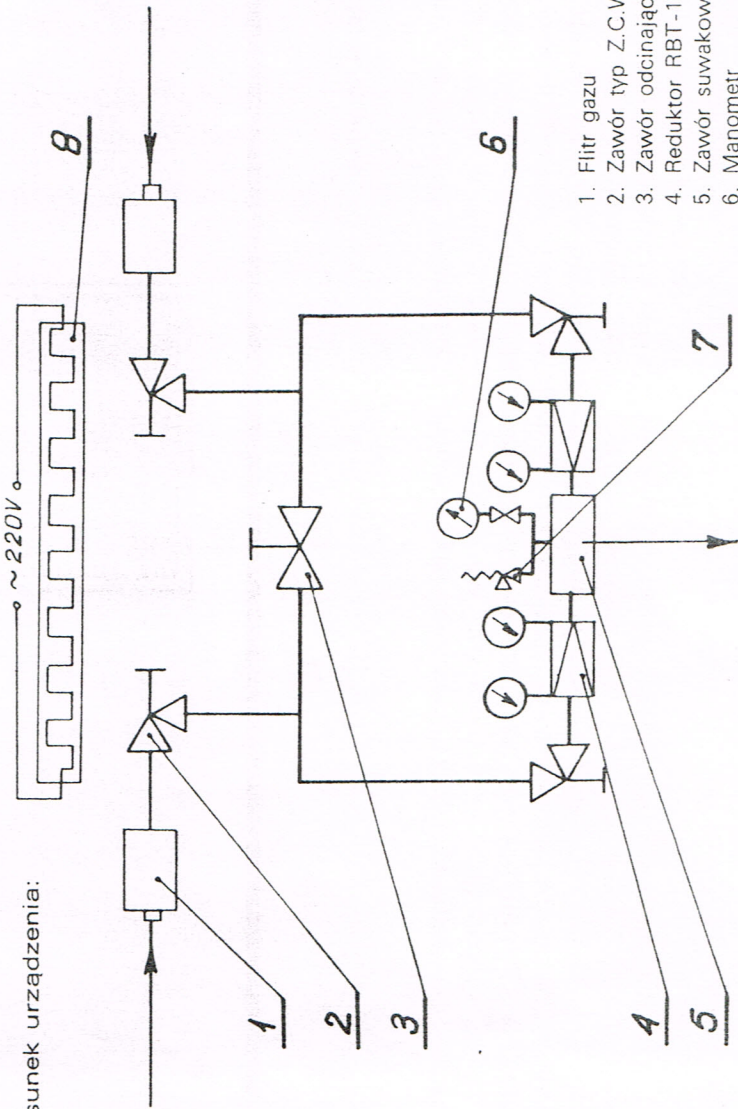 sunek urządzenia:
~220V
8
1
2
3
4
5
6
7
1. Flitr gazu
2. Zawór typ Z.C.W
3. Zawór odcinając
4. Reduktor RBT-1
5. Zawór suwakow
6. Manometr